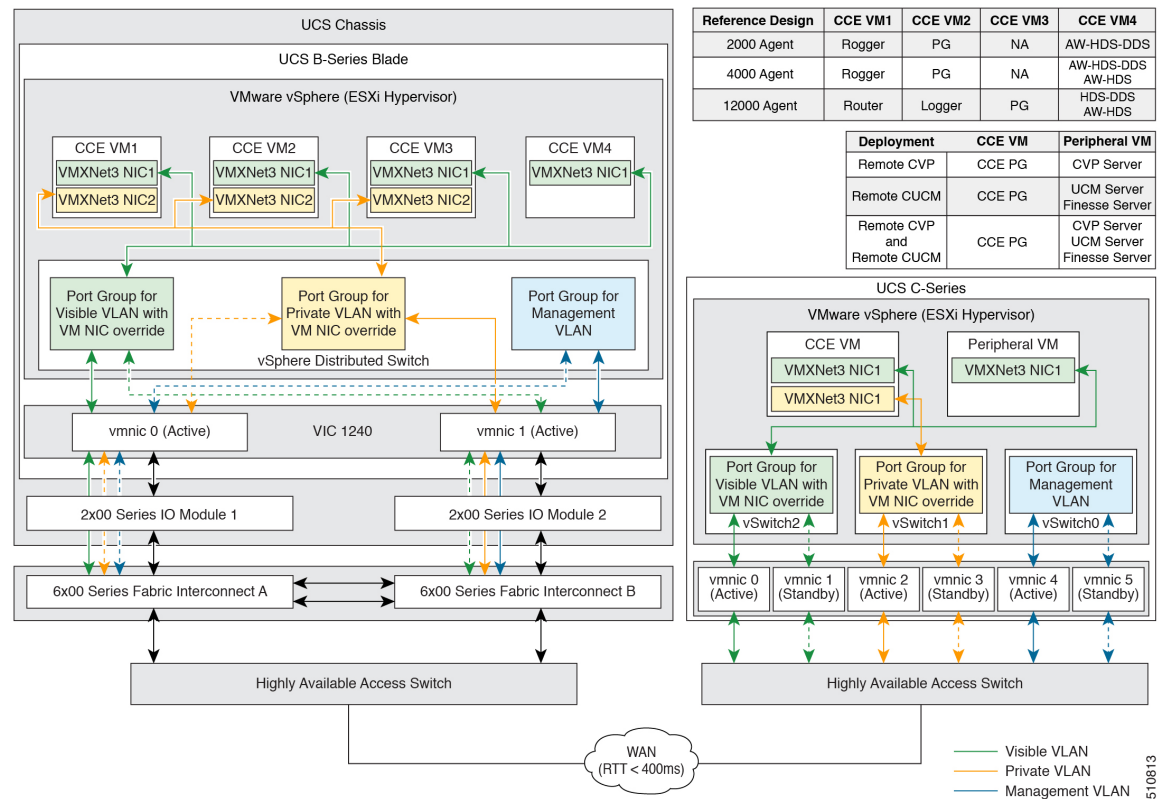 UCS Chassis
UCS B-Series Blade
VMware vSphere (ESXi Hypervisor)
CCE VM1
VMXNet3 NIC1
VMXNet3 NIC2
CCE VM2
VMXNet3 NIC1
VMXNet3 NIC2
CCE VM3
VMXNet3 NIC1
VMXNet3 NIC2
CCE VM4
VMXNet3 NIC1
Port Group for
Visible VLAN with
VM NIC override
Port Group for
Private VLAN with
VM NIC override
Port Group for
Management
VLAN
vSphere Distributed Switch
vmnic 0 (Active)
VIC 1240
vmnic 1 (Active)
2x00 Series IO Module 1
2x00 Series IO Module 2
6x00 Series Fabric Interconnect A
6x00 Series Fabric Interconnect B
Highly Available Access Switch
Reference Design CCE VM1 CCE VM2 CCE VM3 CCE VM4
2000 Agent Rogger PG NA AW-HDS-DDS
4000 Agent Rogger PG NA AW-HDS-DDS
AW-HDS
12000 Agent Router Logger PG HDS-DDS
AW-HDS
Deployment CCE VM Peripheral VM
Remote CVP CCE PG CVP Server
Remote CUCM CCE PG UCM Server
Finesse Server
Remote CVP
and
Remote CUCM
CCE PG
CVP Server
UCM Server
Finesse Server
UCS C-Series
VMware vSphere (ESXi Hypervisor)
CCE VM
VMXNet3 NIC1
VMXNet3 NIC1
Peripheral VM
VMXNet3 NIC1
Port Group for
Visible VLAN with
VM NIC override
vSwitch2
Port Group for
Private VLAN with
VM NIC override
vSwitch1
Port Group for
Management
VLAN
vSwitch0
vmnic 0
(Active)
vmnic 1
(Standby)
vmnic 2
(Active)
vmnic 3
(Standby)
vmnic 4
(Active)
vmnic 5
(Standby)
Highly Available Access Switch
WAN
(RTT < 400ms)
Visible VLAN
Private VLAN
Management VLAN
510813